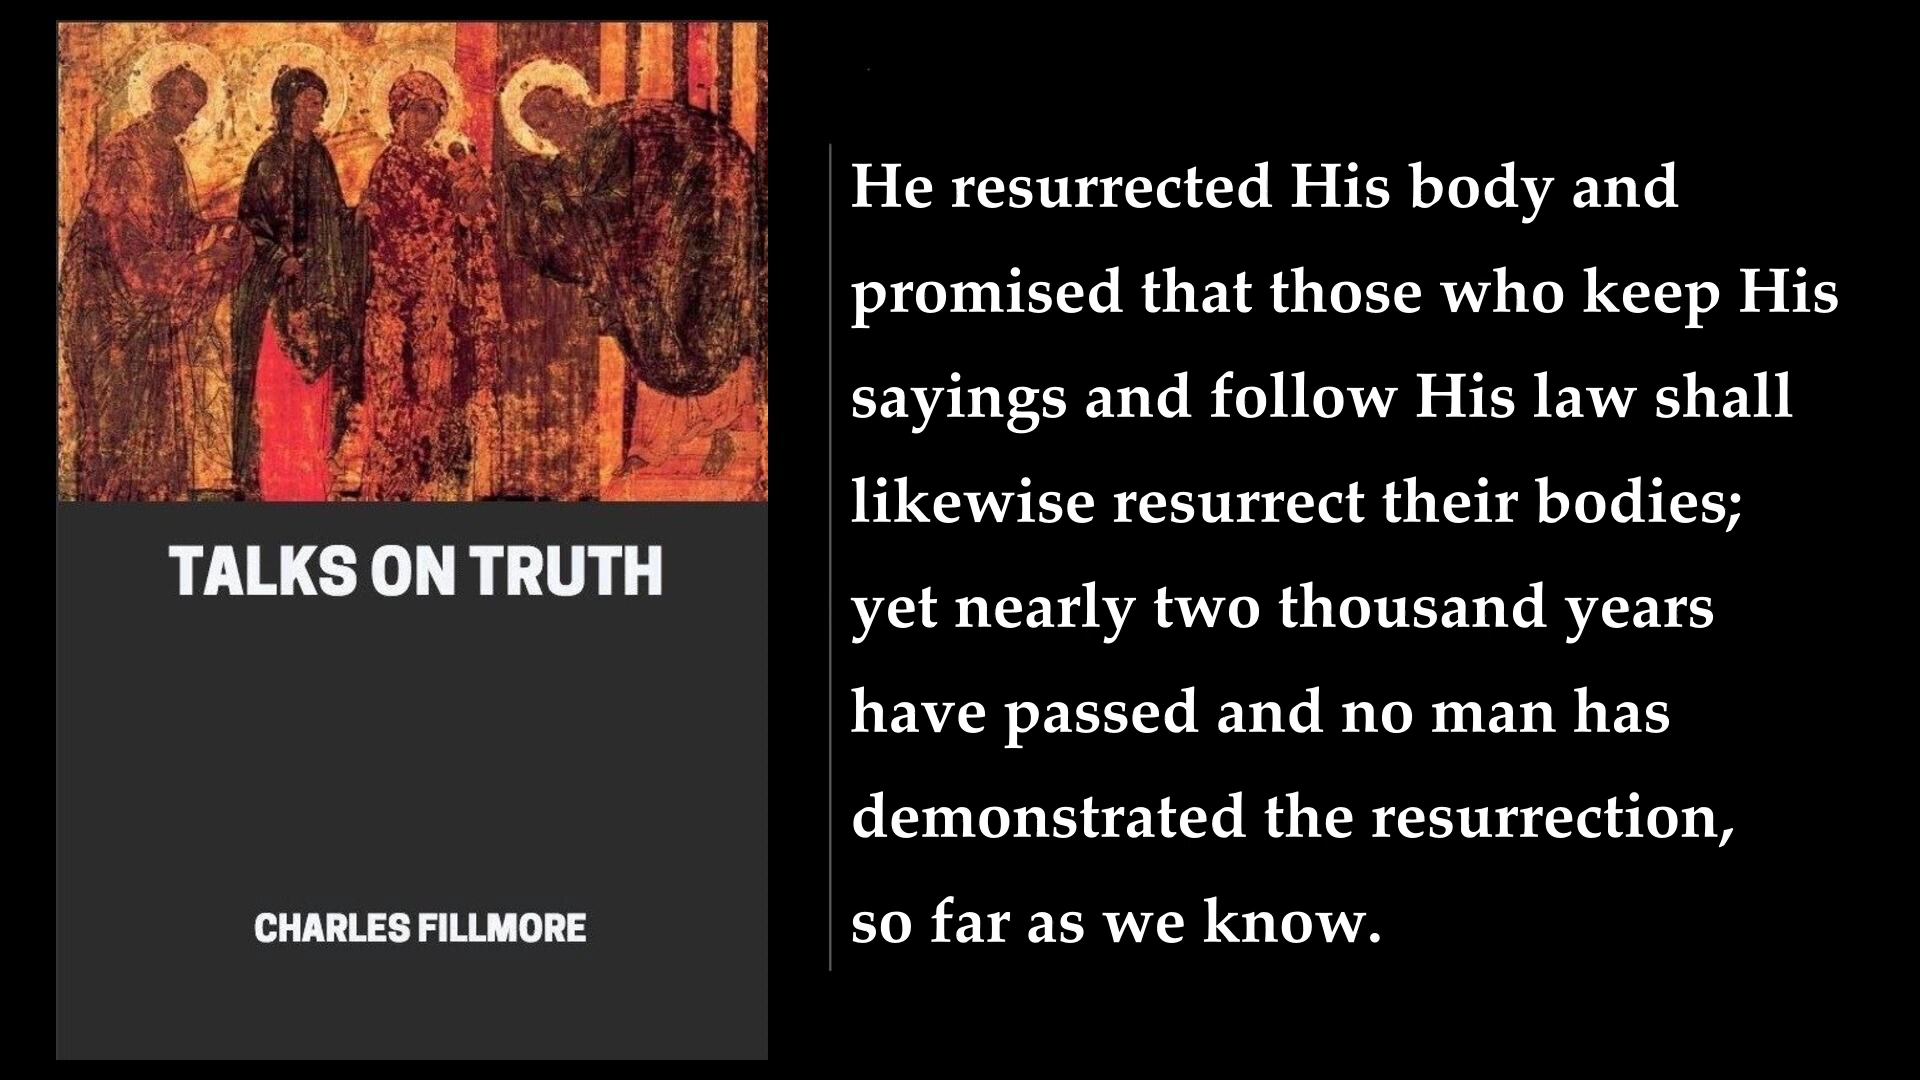 TALKS ON TRUTH
CHARLES FILLMORE
He resurrected His body and
promised that those who keep His
sayings and follow His law shall
likewise resurrect their bodies;
yet nearly two thousand years
have passed and no man has
demonstrated the resurrection,
so far as we know.